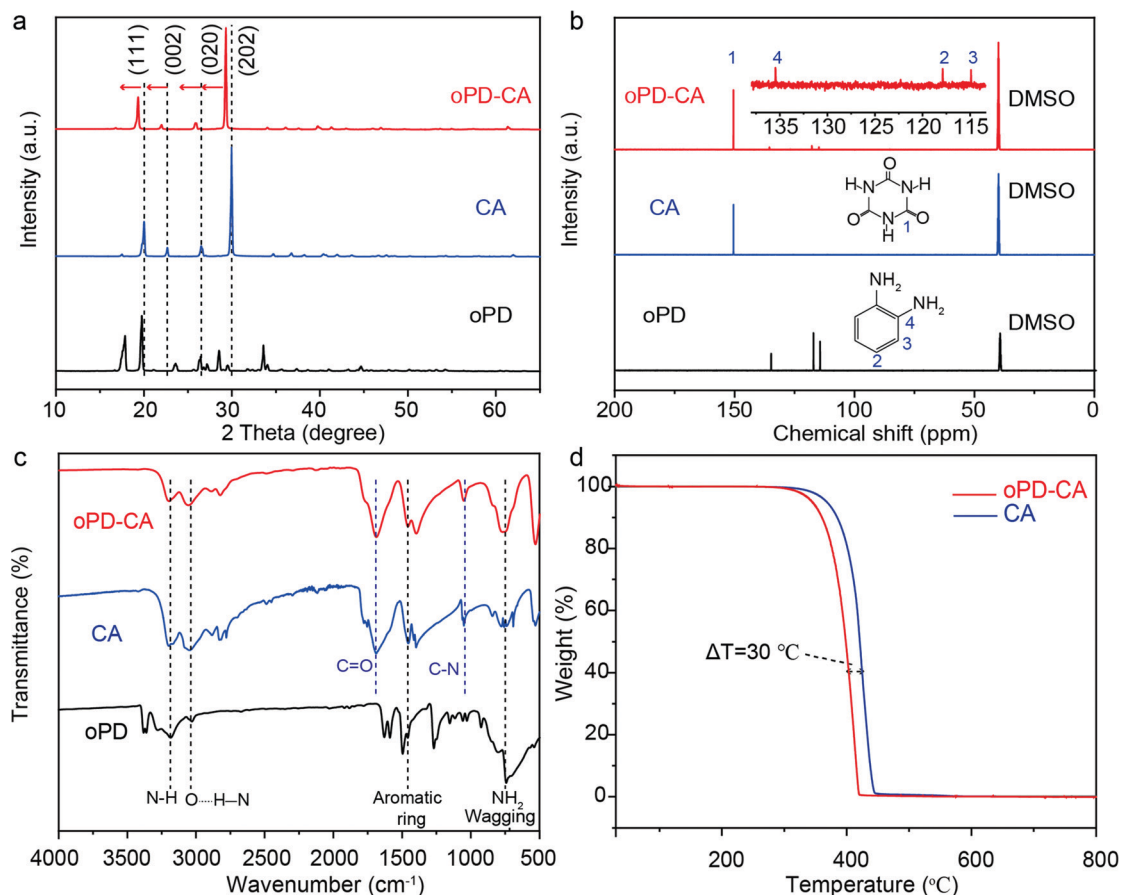 a
(111)
(002)
(020)
(202)
oPD-CA
CA
oPD
Intensity (a.u.)
10 20 30 40 50 60
2 Theta (degree)
b
1 4 2 3
oPD-CA
135 130 125 120 115
DMSO
CA
O
H N N H
O N O
H 1
DMSO
oPD
NH2
NH2
4
3
2
DMSO
Intensity (a.u.)
200 150 100 50 0
Chemical shift (ppm)
c
oPD-CA
CA
C=O
C-N
oPD
N-H
O······H—N
Aromatic
ring
NH2
Wagging
Transmittance (%)
4000 3500 3000 2500 2000 1500 1000 500
Wavenumber (cm-1)
d
oPD-CA
CA
ΔT=30 ℃
Weight (%)
100
80
60
40
20
0
200 400 600 800
Temperature (oC)